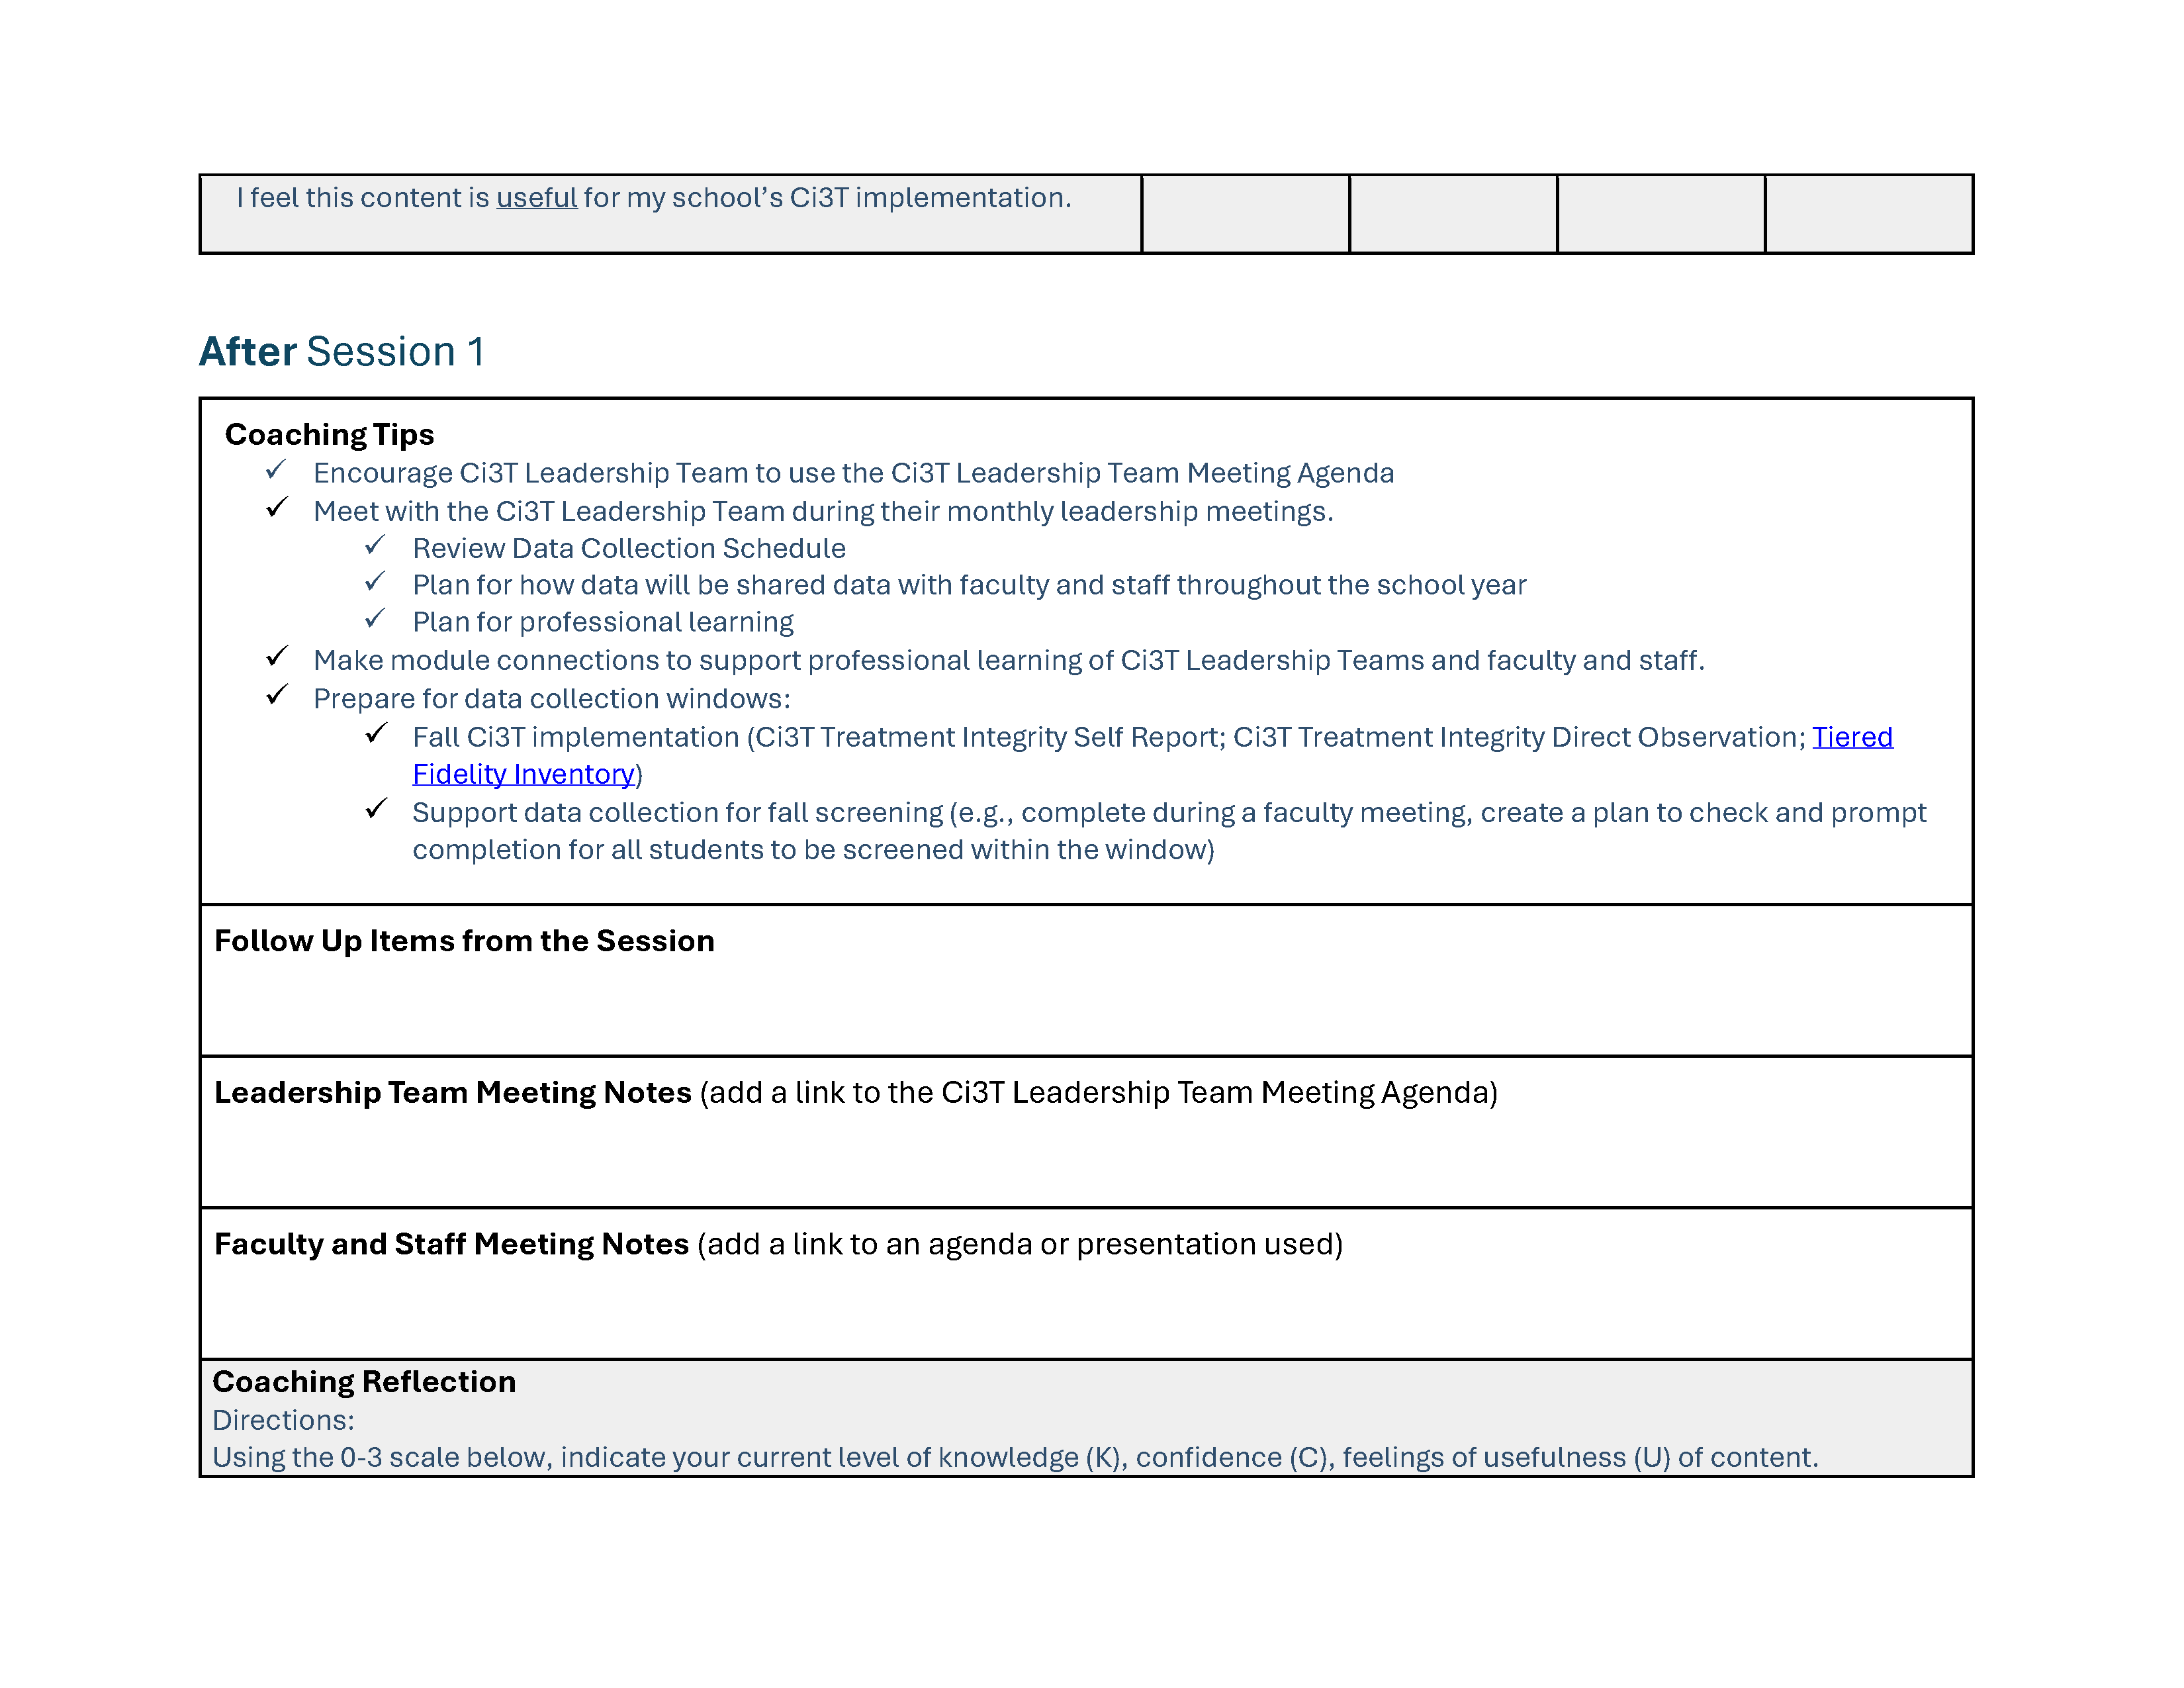 I feel this content is useful for my school’s Ci3T implementation.
After Session 1
Coaching Tips
✓ Encourage Ci3T Leadership Team to use the Ci3T Leadership Team Meeting Agenda
✓ Meet with the Ci3T Leadership Team during their monthly leadership meetings.
✓ Review Data Collection Schedule
✓ Plan for how data will be shared data with faculty and staff throughout the school year
✓ Plan for professional learning
✓ Make module connections to support professional learning of Ci3T Leadership Teams and faculty and staff.
✓ Prepare for data collection windows:
✓ Fall Ci3T implementation (Ci3T Treatment Integrity Self Report; Ci3T Treatment Integrity Direct Observation; Tiered
Fidelity Inventory)
✓ Support data collection for fall screening (e.g., complete during a faculty meeting, create a plan to check and prompt
completion for all students to be screened within the window)
Follow Up Items from the Session
Leadership Team Meeting Notes (add a link to the Ci3T Leadership Team Meeting Agenda)
Faculty and Staff Meeting Notes (add a link to an agenda or presentation used)
Coaching Reflection
Directions:
Using the 0-3 scale below, indicate your current level of knowledge (K), confidence (C), feelings of usefulness (U) of content.